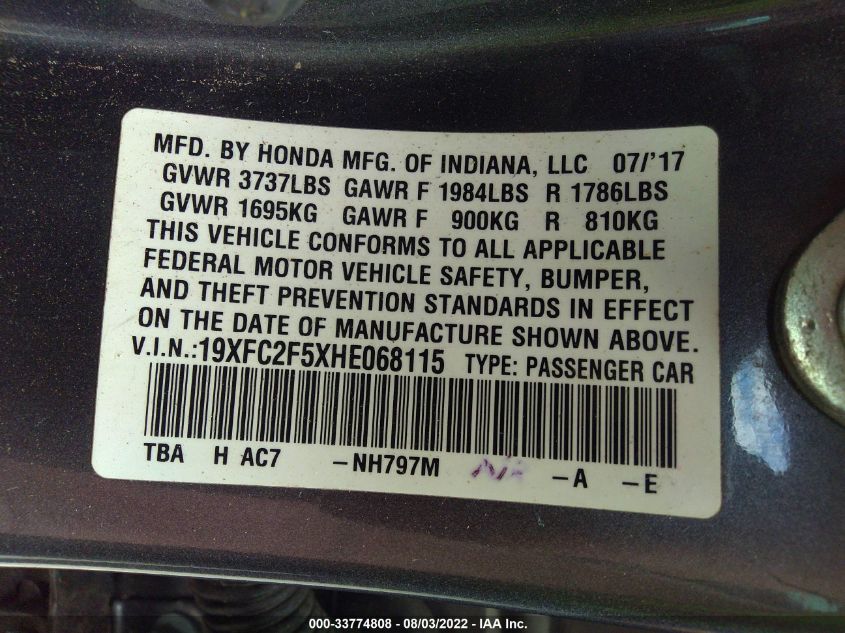 MFD. BY HONDA MFG. OF INDIANA, LLC 07/'17
GVWR 3737LBS GAWR F 1984LBS R 1786LBS
GVWR 1695KG GAWR F 900KG R 810KG
THIS VEHICLE CONFORMS TO ALL APPLICABLE
FEDERAL MOTOR VEHICLE SAFETY, BUMPER,
AND THEFT PREVENTION STANDARDS IN EFFECT
ON THE DATE OF MANUFACTURE SHOWN ABOVE.
V.I.N.:19XFC2F5XHE068115 TYPE: PASSENGER CAR
TBA H AC7 -NH797M -A -E
000-33774808 - 08/03/2022 - IAA Inc.